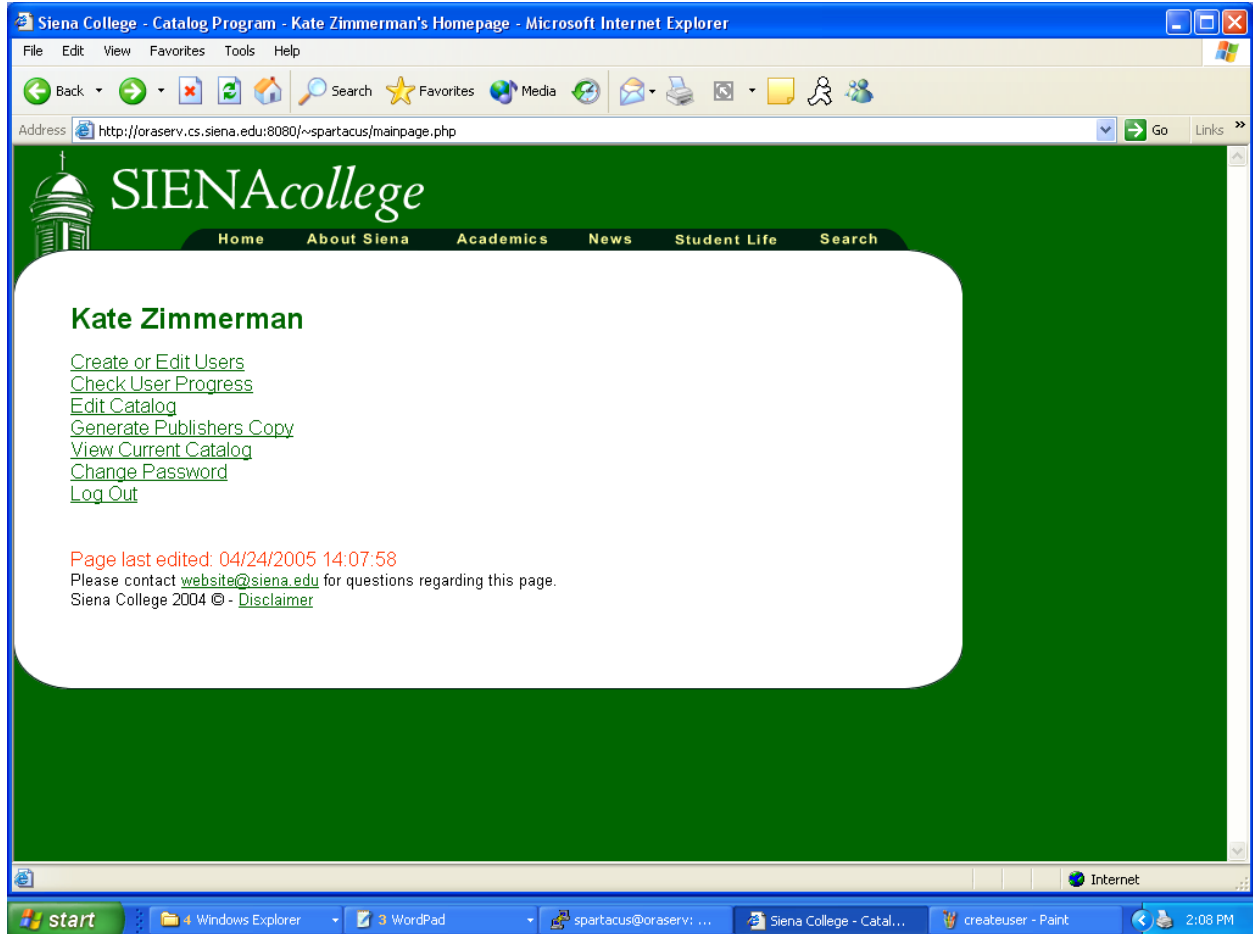 Siena College - Catalog Program - Kate Zimmerman's Homepage - Microsoft Internet Explorer
File Edit View Favorites Tools Help
Back Search Favorites Media
Address http://oraserv.cs.siena.edu:8080/~spartacus/mainpage.php Go Links »
SIENAcollege
Home About Siena Academics News Student Life Search
Kate Zimmerman
Create or Edit Users
Check User Progress
Edit Catalog
Generate Publishers Copy
View Current Catalog
Change Password
Log Out
Page last edited: 04/24/2005 14:07:58
Please contact website@siena.edu for questions regarding this page.
Siena College 2004 © - Disclaimer
Internet
start 4 Windows Explorer 3 WordPad spartacus@oraserv: ... Siena College - Catal... createuser - Paint 2:08 PM